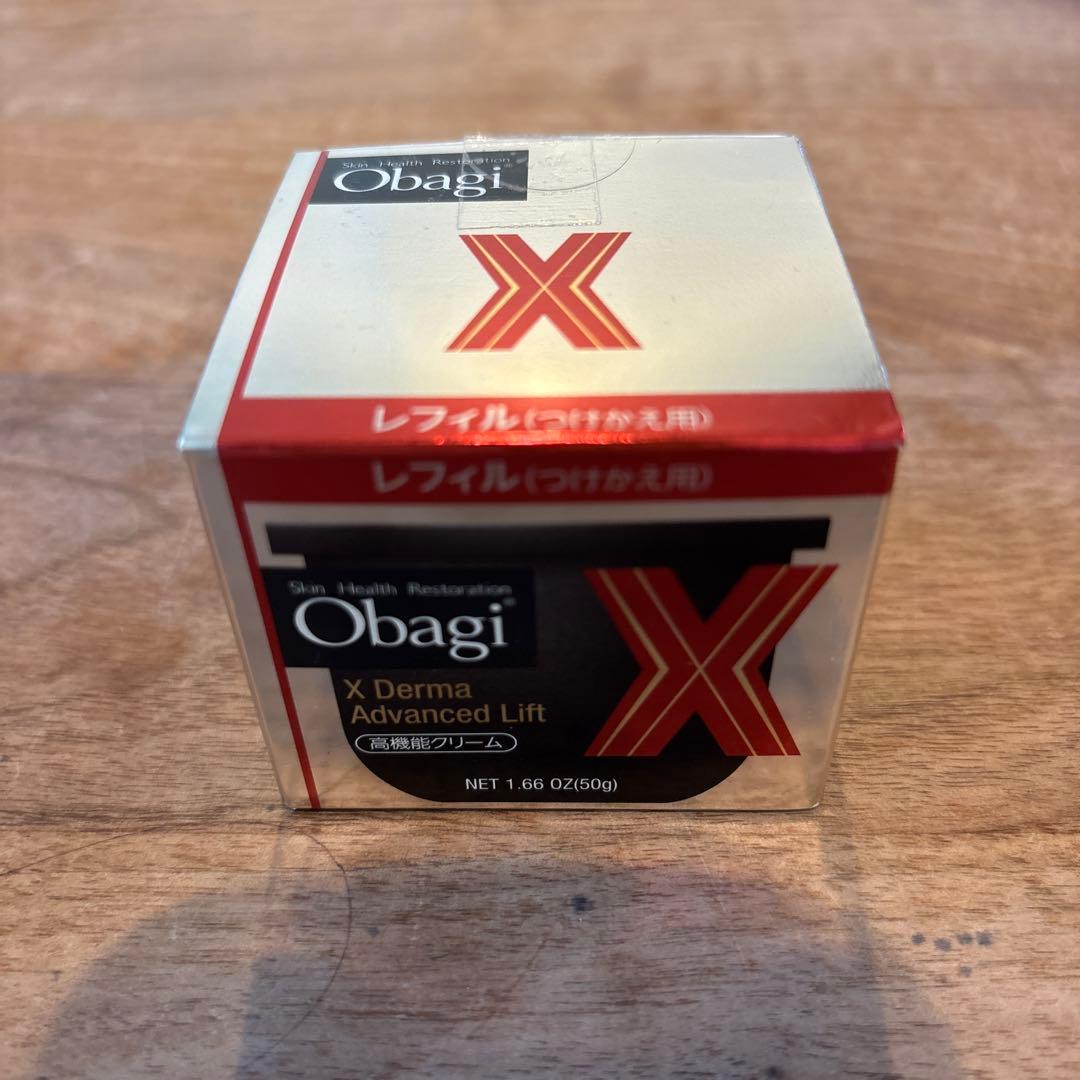 Skin Health Restoration
Obagi
X
レフィル(つけかえ用)
レフィル(つけかえ用)
Skin Health Restoration
Obagi®
X
X Derma
Advanced Lift
高機能クリーム
NET 1.66 OZ(50g)